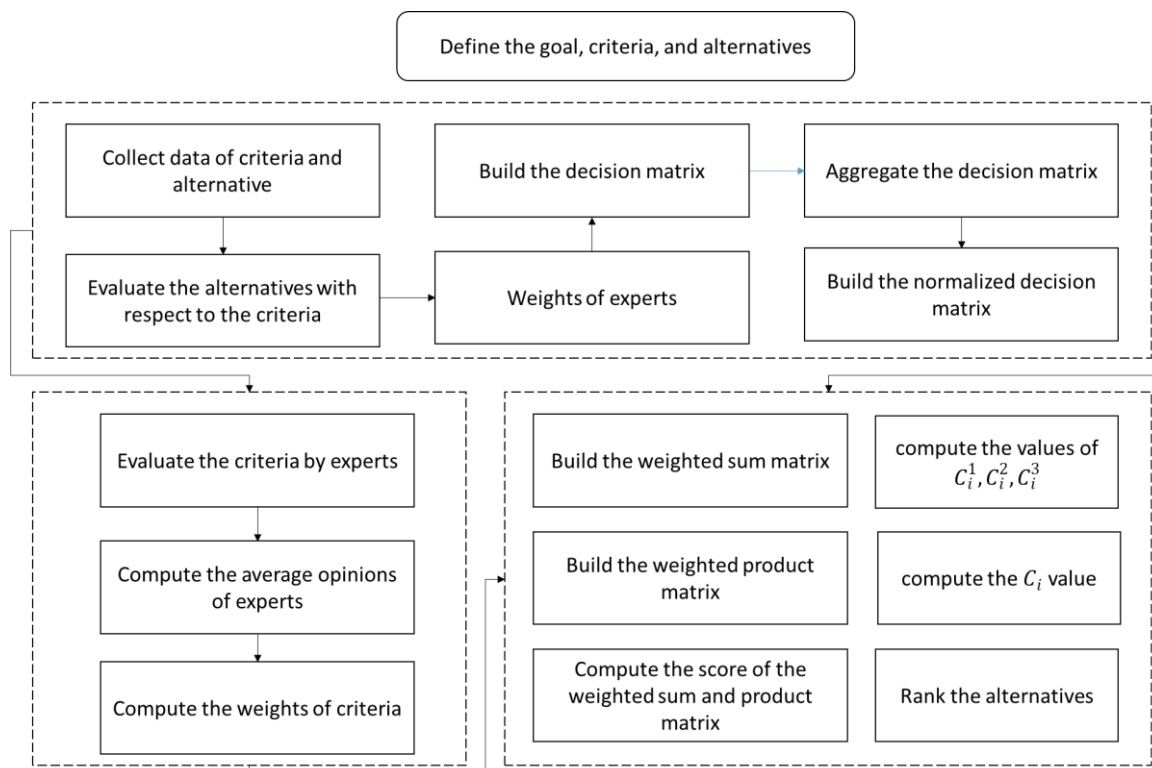 Define the goal, criteria, and alternatives
Collect data of criteria and
alternative
Build the decision matrix
Aggregate the decision matrix
Evaluate the alternatives with
respect to the criteria
Weights of experts
Build the normalized decision
matrix
Evaluate the criteria by experts
Compute the average opinions
of experts
Compute the weights of criteria
Build the weighted sum matrix
compute the values of
$C_i^1, C_i^2, C_i^3$
Build the weighted product
matrix
compute the $C_i$ value
Compute the score of the
weighted sum and product
matrix
Rank the alternatives